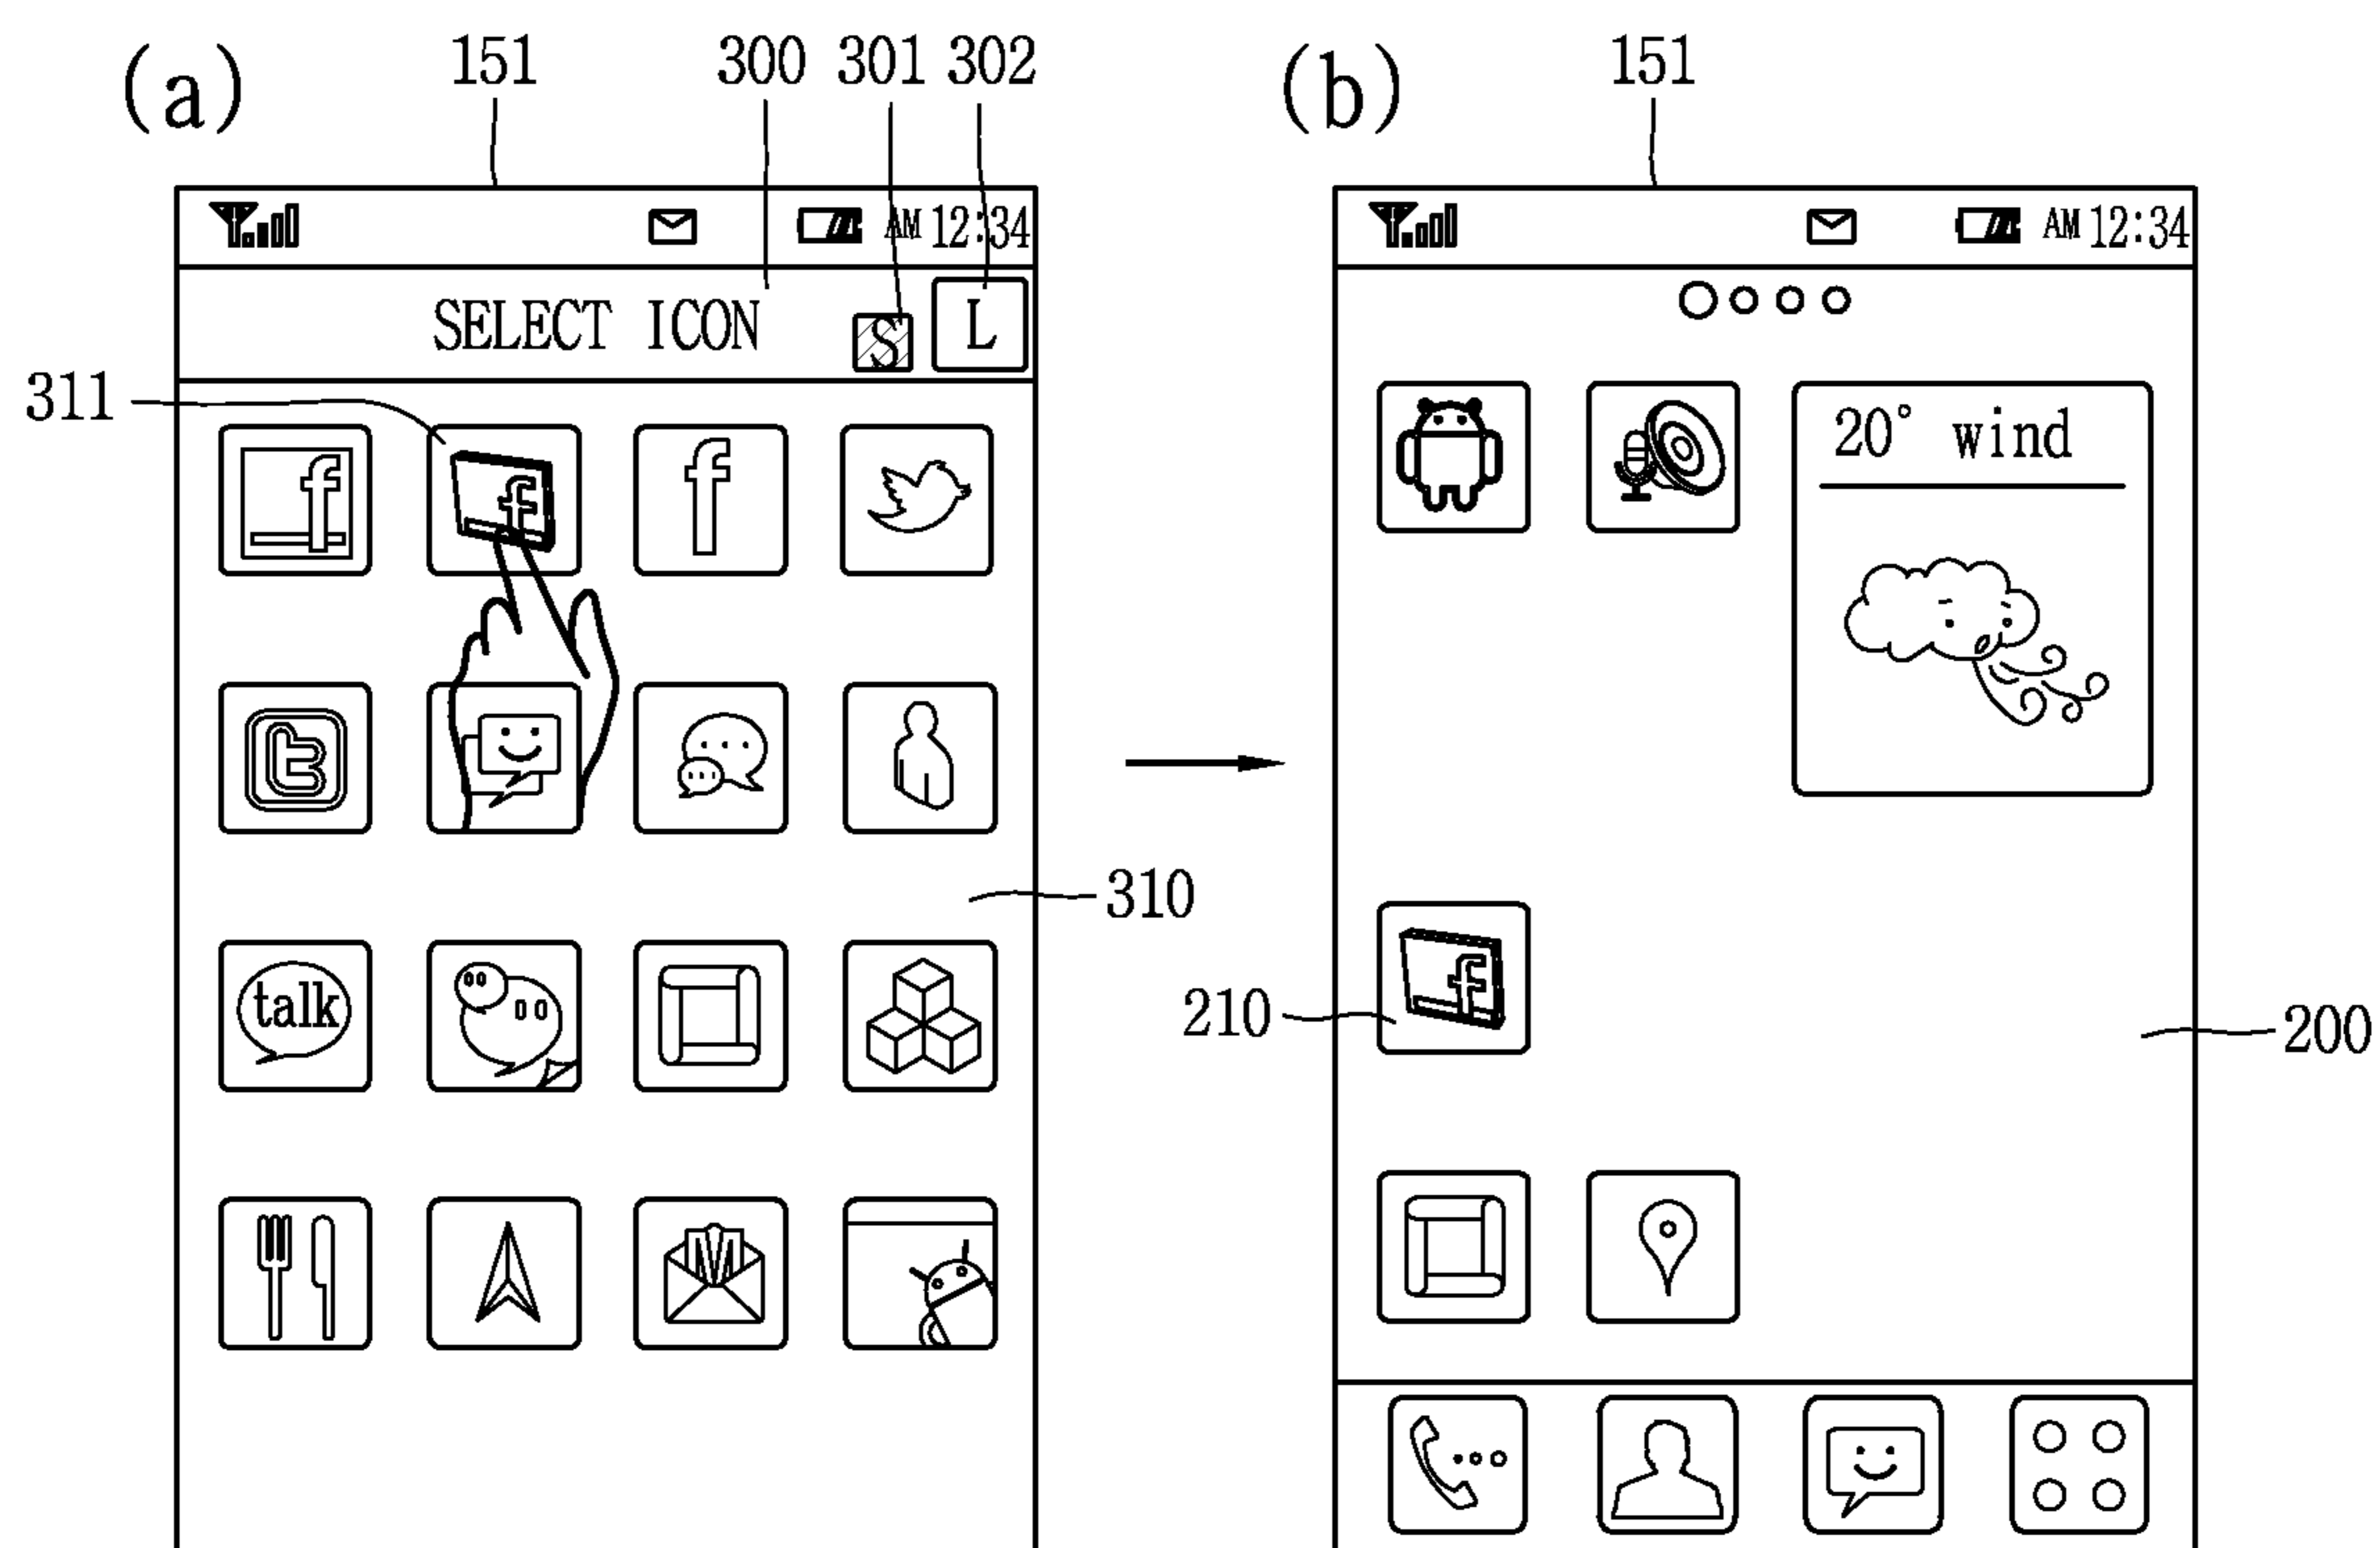 (a)
151
300
301
302
AM 12:34
SELECT ICON
S
L
311
f
f
f
t
310
talk
(b)
151
AM 12:34
20° wind
f
210
200